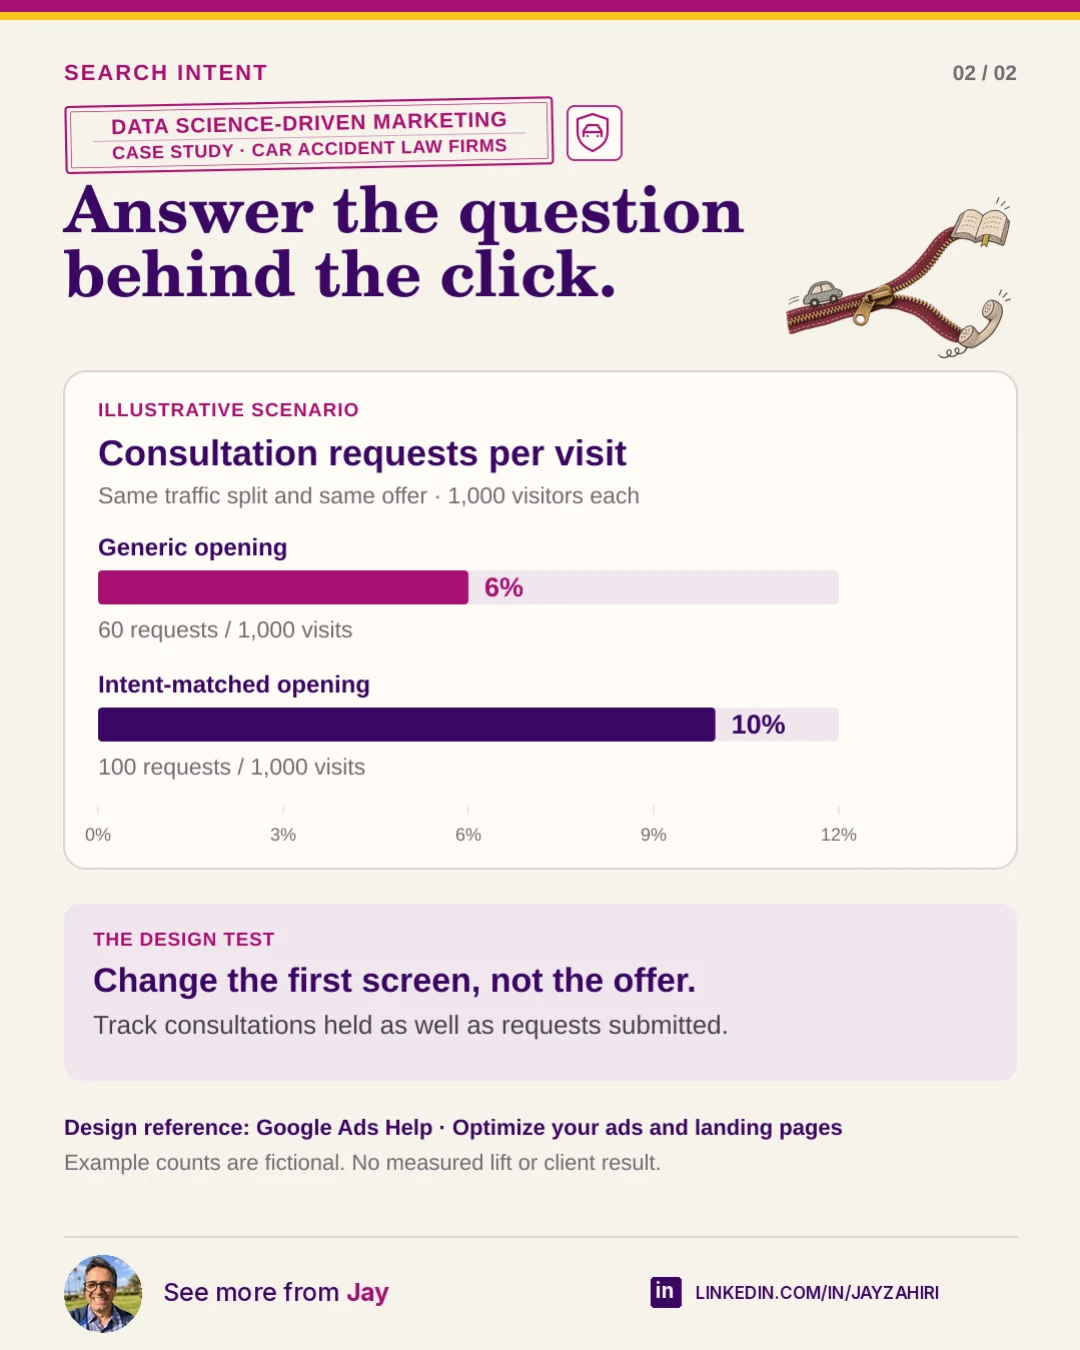 SEARCH INTENT
02 / 02
DATA SCIENCE-DRIVEN MARKETING
CASE STUDY · CAR ACCIDENT LAW FIRMS
Answer the question
behind the click.
ILLUSTRATIVE SCENARIO
Consultation requests per visit
Same traffic split and same offer · 1,000 visitors each
Generic opening
6%
60 requests / 1,000 visits
Intent-matched opening
10%
100 requests / 1,000 visits
0% 3% 6% 9% 12%
THE DESIGN TEST
Change the first screen, not the offer.
Track consultations held as well as requests submitted.
Design reference: Google Ads Help · Optimize your ads and landing pages
Example counts are fictional. No measured lift or client result.
See more from Jay
in LINKEDIN.COM/IN/JAYZAHIRI